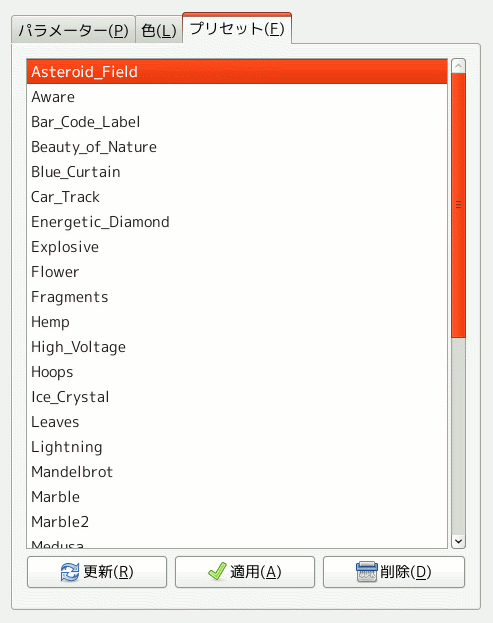 パラメーター(P) 色(L) プリセット(F)
Asteroid_Field
Aware
Bar_Code_Label
Beauty_of_Nature
Blue_Curtain
Car_Track
Energetic_Diamond
Explosive
Flower
Fragments
Hemp
High_Voltage
Hoops
Ice_Crystal
Leaves
Lightning
Mandelbrot
Marble
Marble2
Medusa
更新(R) 適用(A) 削除(D)